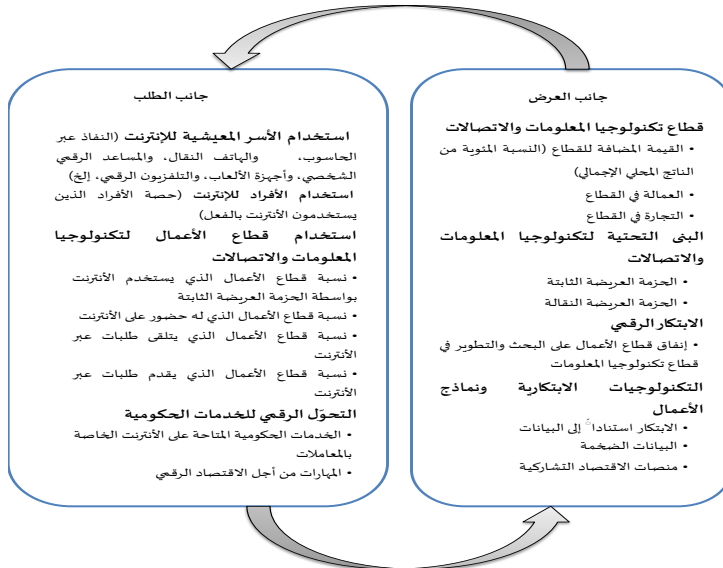 جانب العرض
قطاع تكنولوجيا المعلومات والاتصالات
• القيمة المضافة للقطاع (النسبة المئوية من
الناتج المحلي الإجمالي)
• العمالة في القطاع
• التجارة في القطاع
البنى التحتية لتكنولوجيا المعلومات
والاتصالات
• الحزمة العريضة الثابتة
• الحزمة العريضة النقالة
الابتكار الرقمي
• إنفاق قطاع الأعمال على البحث والتطوير في
قطاع تكنولوجيا المعلومات
التكنولوجيات الابتكارية ونماذج
الأعمال
• الابتكار استناداً إلى البيانات
• البيانات الضخمة
• منصات الاقتصاد التشاركية
جانب الطلب
استخدام الأسر المعيشية للإنترنت (النفاذ عبر
الحاسوب، والهاتف النقال، والمساعد الرقمي
الشخصي، وأجهزة الألعاب، والتلفزيون الرقمي، إلخ)
استخدام الأفراد للإنترنت (حصة الأفراد الذين
يستخدمون الأنترنت بالفعل)
استخدام قطاع الأعمال لتكنولوجيا
المعلومات والاتصالات
• نسبة قطاع الأعمال الذي يستخدم الأنترنت
بواسطة الحزمة العريضة الثابتة
• نسبة قطاع الأعمال الذي له حضور على الأنترنت
• نسبة قطاع الأعمال الذي يتلقى طلبات عبر
الأنترنت
• نسبة قطاع الأعمال الذي يقدم طلبات عبر
الأنترنت
التحوّل الرقمي للخدمات الحكومية
• الخدمات الحكومية المتاحة على الأنترنت الخاصة
بالمعاملات
• المهارات من أجل الاقتصاد الرقمي